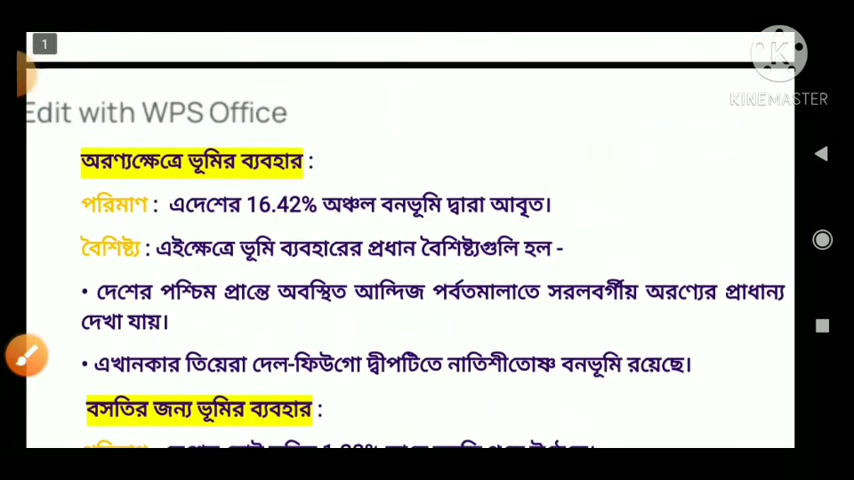 1
KINEMASTER
Edit with WPS Office
অরণ্যক্ষেত্রে ভূমির ব্যবহার :
পরিমাণ : এদেশের 16.42% অঞ্চল বনভূমি দ্বারা আবৃত।
বৈশিষ্ট্য : এইক্ষেত্রে ভূমি ব্যবহারের প্রধান বৈশিষ্ট্যগুলি হল -
• দেশের পশ্চিম প্রান্তে অবস্থিত আন্দিজ পর্বতমালাতে সরলবর্গীয় অরণ্যের প্রাধান্য
দেখা যায়।
• এখানকার তিয়েরা দেল-ফিউগো দ্বীপটিতে নাতিশীতোষ্ণ বনভূমি রয়েছে।
বসতির জন্য ভূমির ব্যবহার :